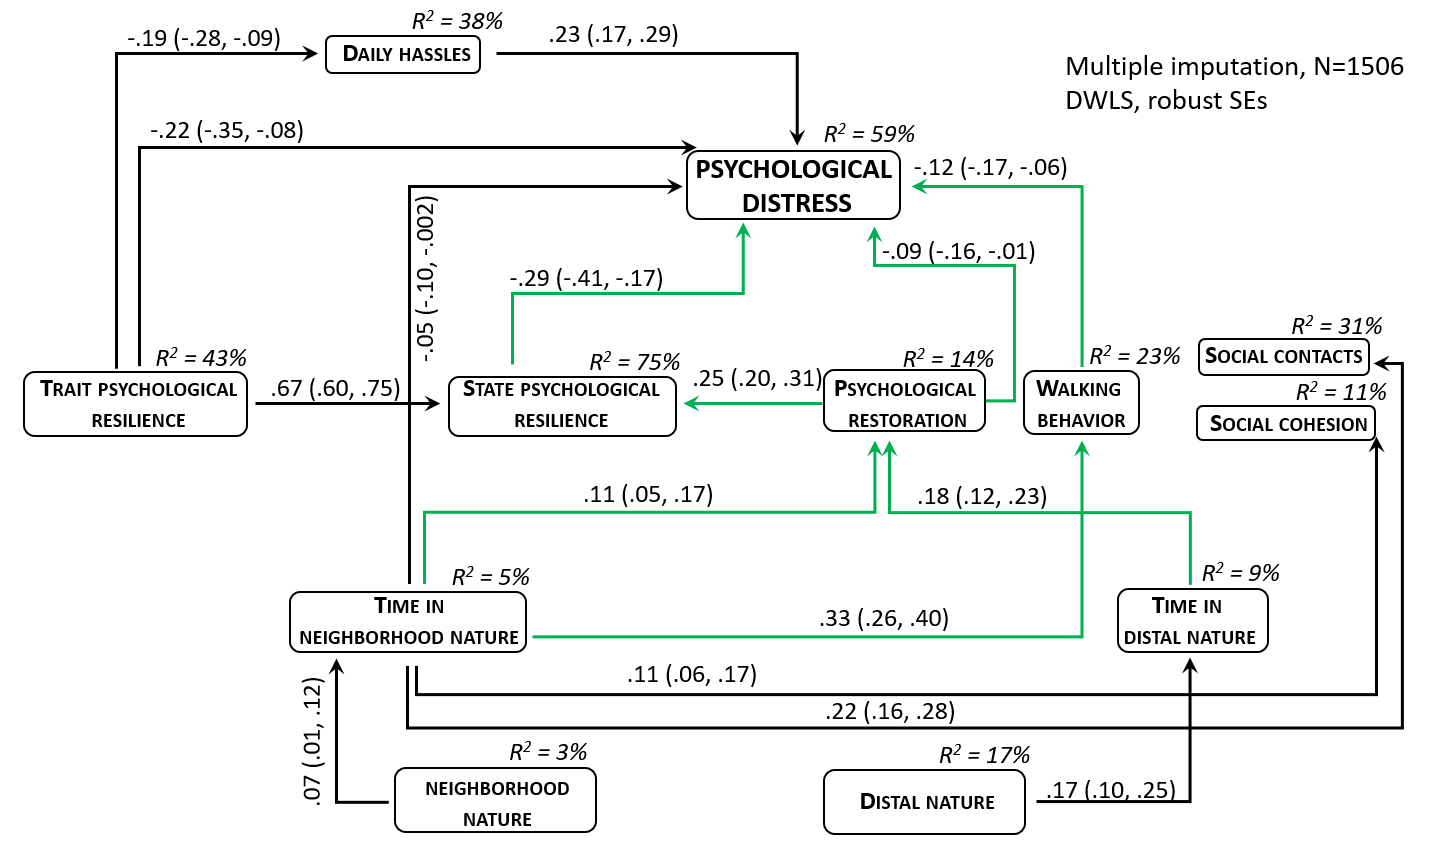 R2 = 38%
-.19 (-.28, -.09)
DAILY HASSLES
.23 (.17, .29)
Multiple imputation, N=1506
DWLS, robust SEs
-.22 (-.35, -.08)
R2 = 59%
PSYCHOLOGICAL
DISTRESS
-.12 (-.17, -.06)
-.05 (-.10, -.002)
-.09 (-.16, -.01)
-.29 (-.41, -.17)
R2 = 43%
TRAIT PSYCHOLOGICAL
RESILIENCE
.67 (.60, .75)
R2 = 75%
STATE PSYCHOLOGICAL
RESILIENCE
.25 (.20, .31)
R2 = 14%
PSYCHOLOGICAL
RESTORATION
R2 = 23%
WALKING
BEHAVIOR
R2 = 31%
SOCIAL CONTACTS
R2 = 11%
SOCIAL COHESION
.11 (.05, .17)
.18 (.12, .23)
R2 = 5%
TIME IN
NEIGHBORHOOD NATURE
.33 (.26, .40)
R2 = 9%
TIME IN
DISTAL NATURE
.11 (.06, .17)
.22 (.16, .28)
.07 (.01, .12)
R2 = 3%
NEIGHBORHOOD
NATURE
R2 = 17%
DISTAL NATURE
.17 (.10, .25)